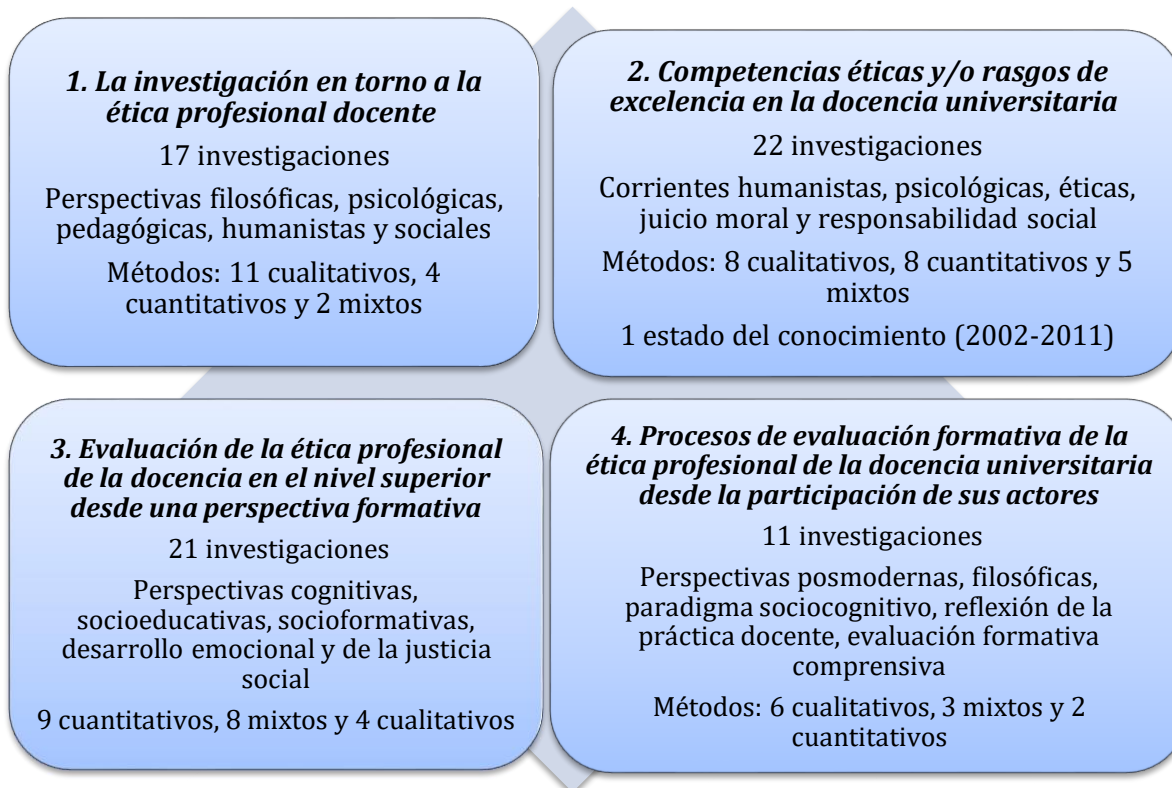 1. La investigación en torno a la
ética profesional docente
17 investigaciones
Perspectivas filosóficas, psicológicas,
pedagógicas, humanistas y sociales
Métodos: 11 cualitativos, 4
cuantitativos y 2 mixtos
2. Competencias éticas y/o rasgos de
excelencia en la docencia universitaria
22 investigaciones
Corrientes humanistas, psicológicas, éticas,
juicio moral y responsabilidad social
Métodos: 8 cualitativos, 8 cuantitativos y 5
mixtos
1 estado del conocimiento (2002-2011)
3. Evaluación de la ética profesional
de la docencia en el nivel superior
desde una perspectiva formativa
21 investigaciones
Perspectivas cognitivas,
socioeducativas, socioformativas,
desarrollo emocional y de la justicia
social
9 cuantitativos, 8 mixtos y 4 cualitativos
4. Procesos de evaluación formativa de la
ética profesional de la docencia universitaria
desde la participación de sus actores
11 investigaciones
Perspectivas posmodernas, filosóficas,
paradigma sociocognitivo, reflexión de la
práctica docente, evaluación formativa
comprensiva
Métodos: 6 cualitativos, 3 mixtos y 2
cuantitativos